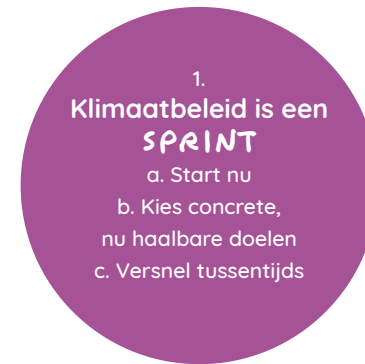 1.
Klimaatbeleid is een
SPRINT
a. Start nu
b. Kies concrete,
nu haalbare doelen
c. Versnel tussentijds